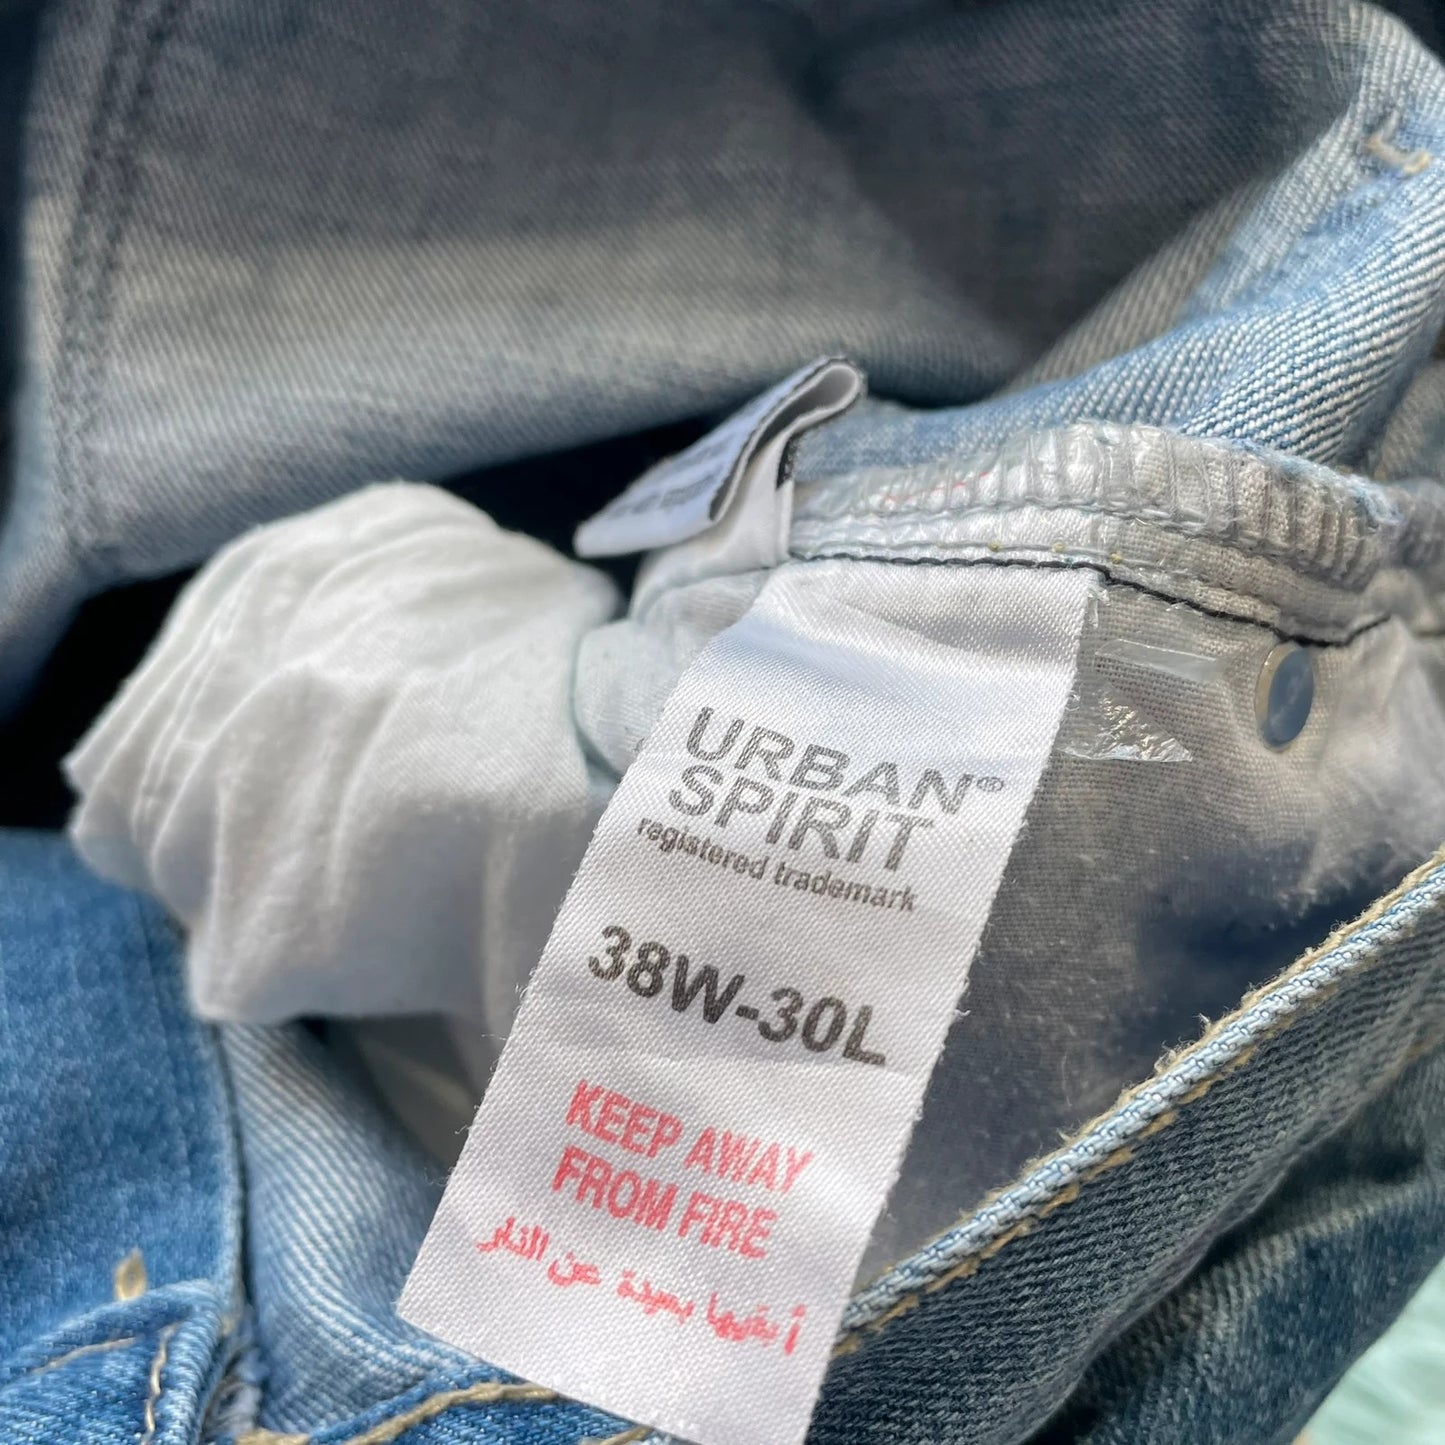 URBAN®
SPIRIT
registered trademark
38W-30L
KEEP AWAY
FROM FIRE
أبقيها بعيدة عن النار